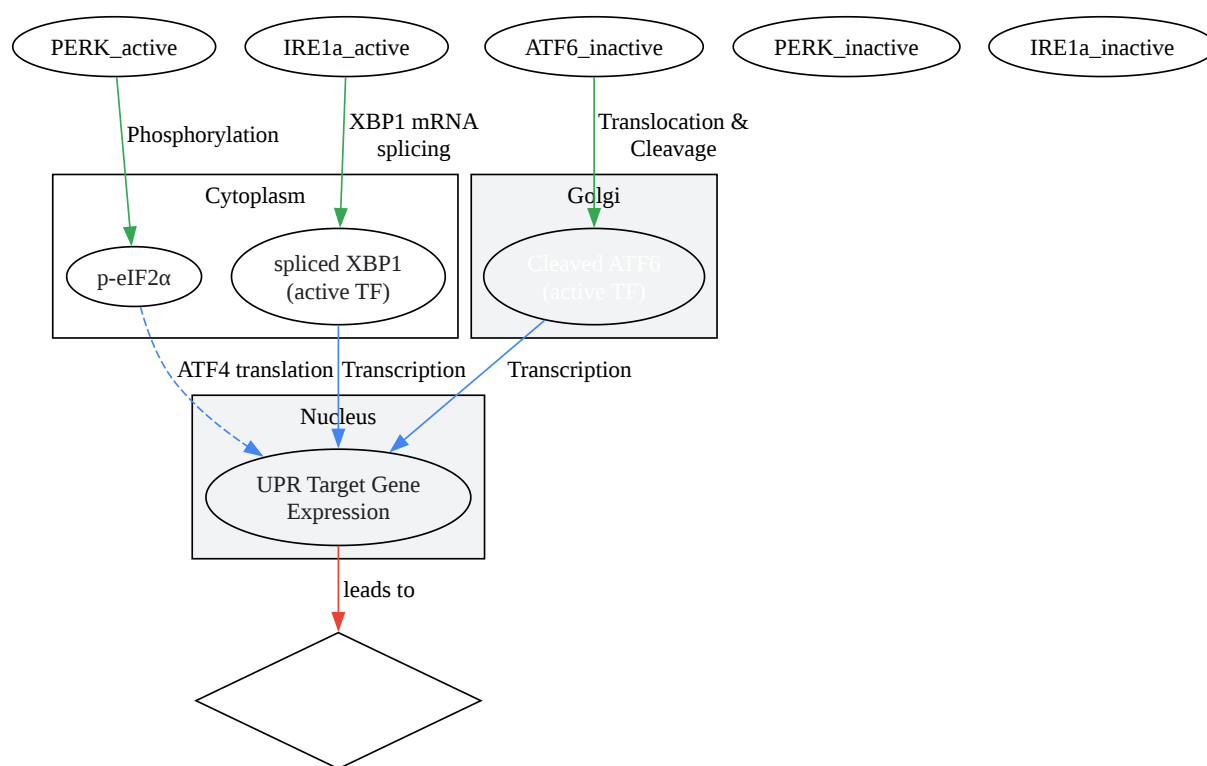 PERK_active
IRE1a_active
ATF6_inactive
PERK_inactive
IRE1a_inactive
Phosphorylation
XBP1 mRNA
splicing
Translocation &
Cleavage
Cytoplasm
Golgi
p-eIF2α
spliced XBP1
(active TF)
Cleaved ATF6
(active TF)
ATF4 translation
Transcription
Transcription
Nucleus
UPR Target Gene
Expression
leads to